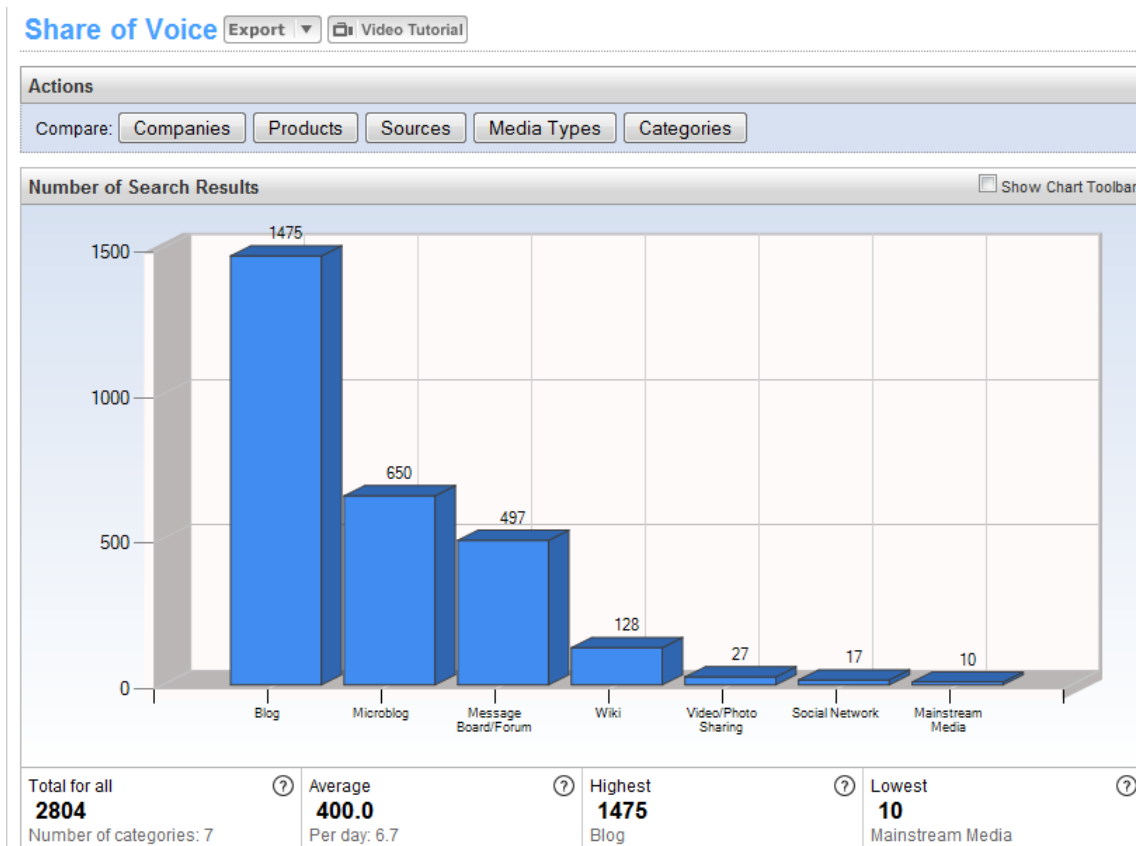 Share of Voice Export Video Tutorial
Actions
Compare: Companies Products Sources Media Types Categories
Number of Search Results Show Chart Toolbar
1475
1500
1000
650
497
500
128
27
17
10
0
Blog Microblog Message Board/Forum Wiki Video/Photo Sharing Social Network Mainstream Media
Total for all ? Average ? Highest ? Lowest ?
2804 400.0 1475 10
Number of categories: 7 Per day: 6.7 Blog Mainstream Media